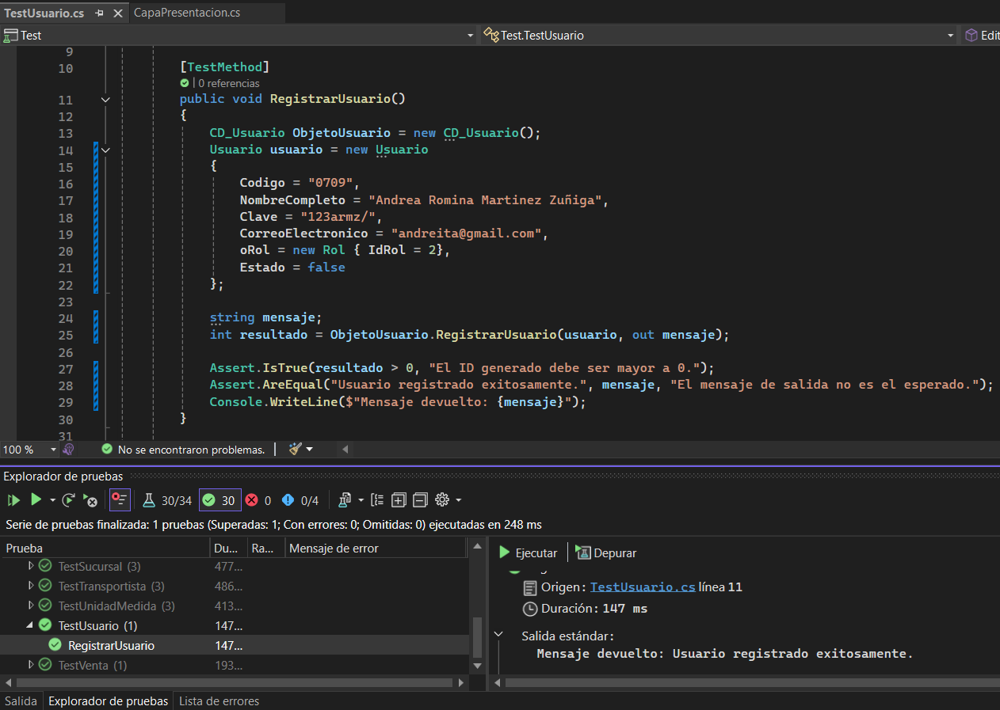 TestUsuario.cs
CapaPresentacion.cs
Test
Test.TestUsuario
Edit
9
10 [TestMethod]
| 0 referencias
11 public void RegistrarUsuario()
12 {
13 CD_Usuario ObjetoUsuario = new CD_Usuario();
14 Usuario usuario = new Usuario
15 {
16 Codigo = "0709",
17 NombreCompleto = "Andrea Romina Martinez Zuñiga",
18 Clave = "123armz/",
19 CorreoElectronico = "andreita@gmail.com",
20 oRol = new Rol { IdRol = 2},
21 Estado = false
22 };
23
24 string mensaje;
25 int resultado = ObjetoUsuario.RegistrarUsuario(usuario, out mensaje);
26
27 Assert.IsTrue(resultado > 0, "El ID generado debe ser mayor a 0.");
28 Assert.AreEqual("Usuario registrado exitosamente.", mensaje, "El mensaje de salida no es el esperado.");
29 Console.WriteLine($"Mensaje devuelto: {mensaje}");
30 }
31
100 %
No se encontraron problemas.
Explorador de pruebas
30/34
30
0
0/4
Serie de pruebas finalizada: 1 pruebas (Superadas: 1; Con errores: 0; Omitidas: 0) ejecutadas en 248 ms
Prueba Du... Ra... Mensaje de error
TestSucursal (3) 477...
TestTransportista (3) 486...
TestUnidadMedida (3) 413...
TestUsuario (1) 147...
RegistrarUsuario 147...
TestVenta (1) 193...
Ejecutar
Depurar
Origen: TestUsuario.cs línea 11
Duración: 147 ms
Salida estándar:
Mensaje devuelto: Usuario registrado exitosamente.
Salida
Explorador de pruebas
Lista de errores